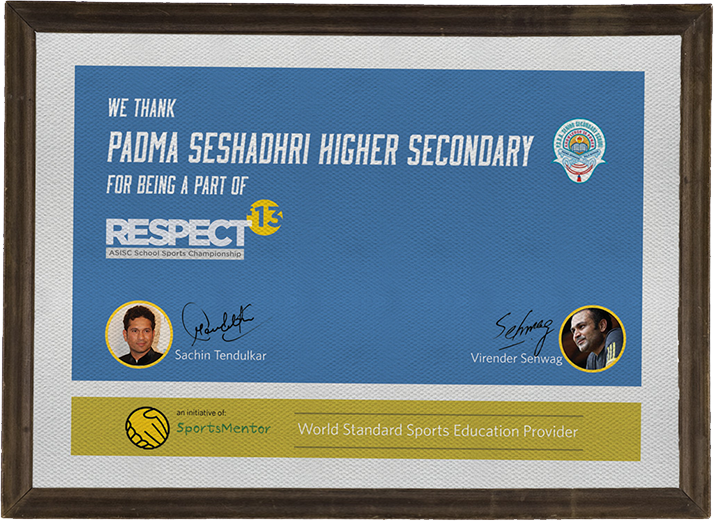 WE THANK
PADMA SESHADHRI HIGHER SECONDARY
FOR BEING A PART OF
RESPECT 13
ASISC School Sports Championship
Sachin Tendulkar
Sehwag
Virender Sehwag
an initiative of:
SportsMentor
World Standard Sports Education Provider